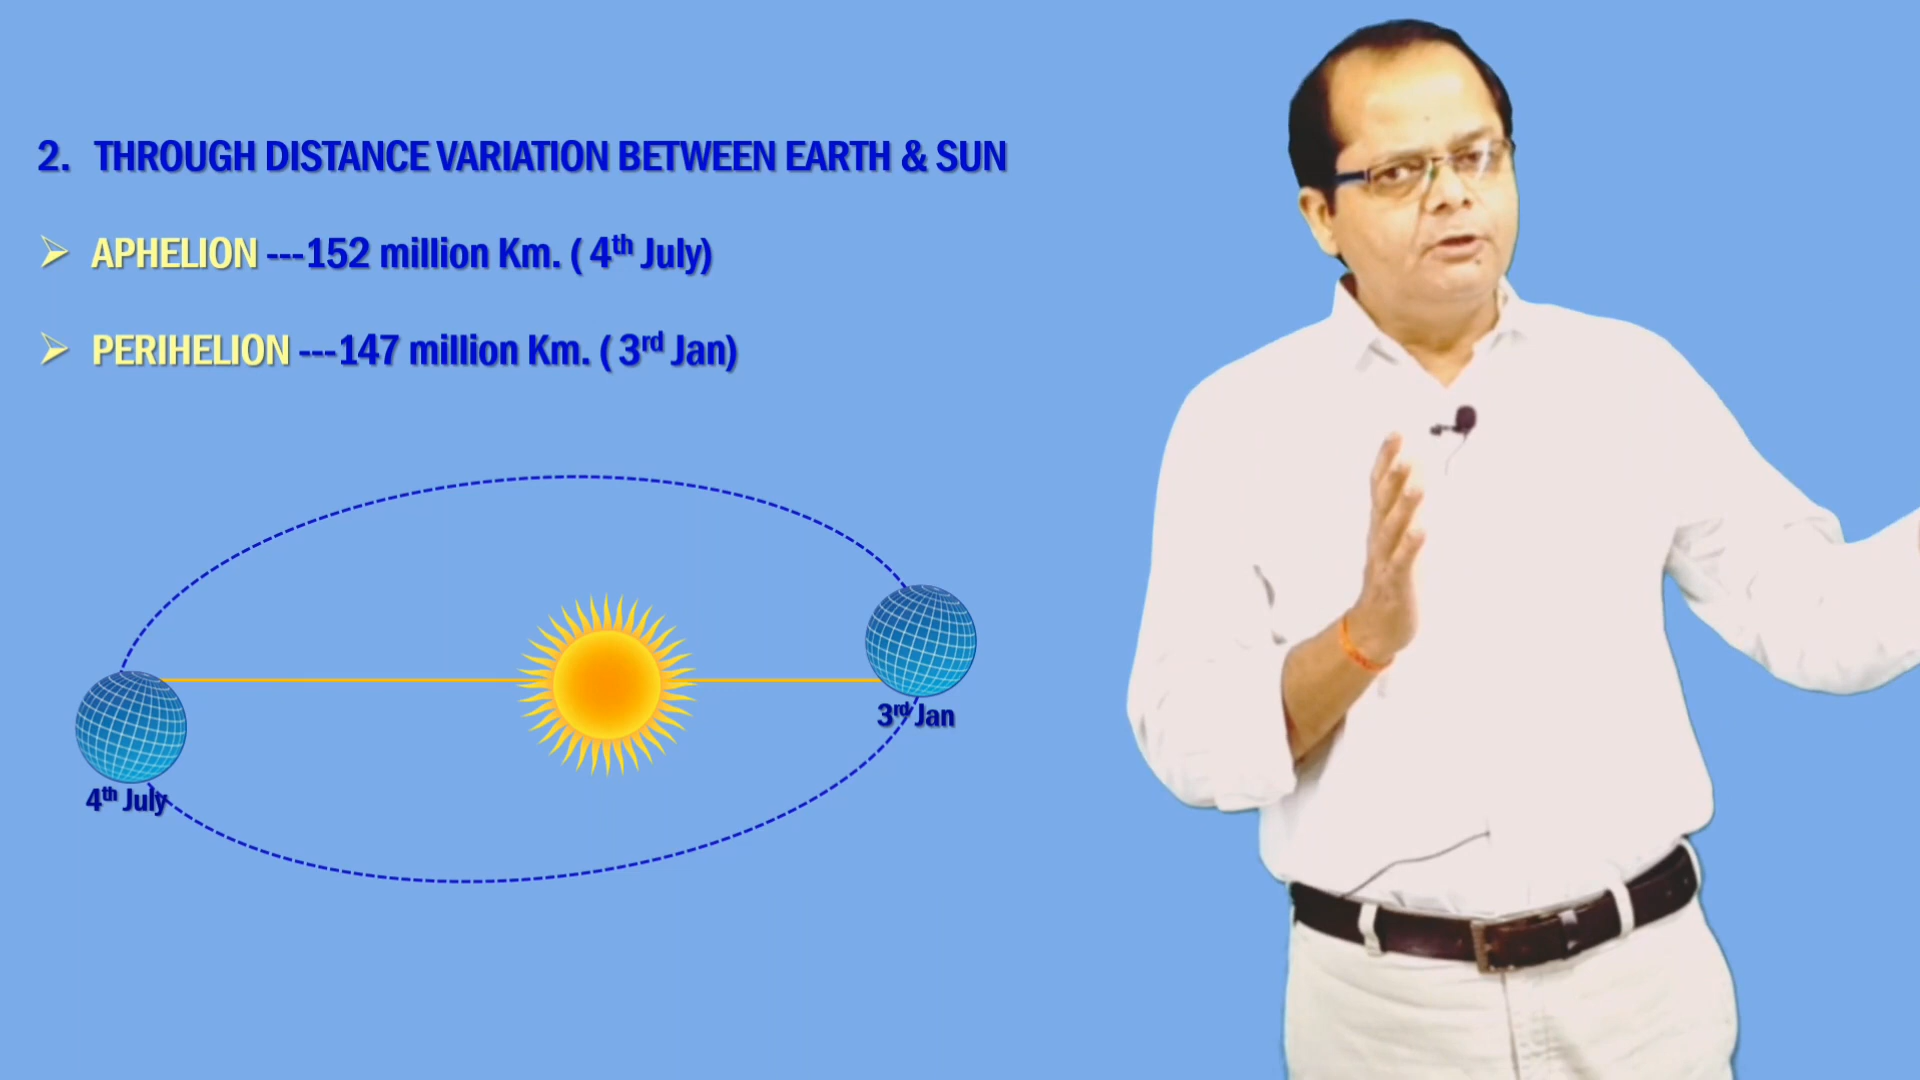 2. THROUGH DISTANCE VARIATION BETWEEN EARTH & SUN
➢ APHELION ---152 million Km. ( 4th July)
➢ PERIHELION ---147 million Km. ( 3rd Jan)
3rd Jan
4th July